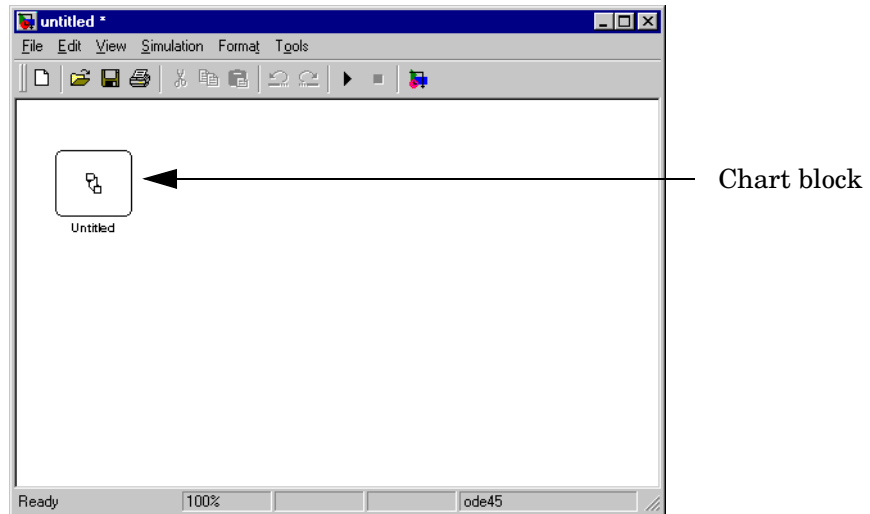 untitled *
File Edit View Simulation Format Tools
Chart block
Untitled
Ready 100% ode45